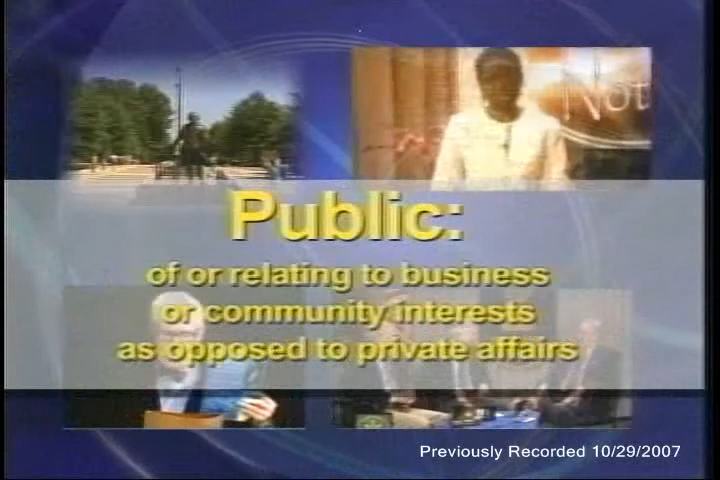 Not
Public:
of or relating to business
or community interests
as opposed to private affairs
Previously Recorded 10/29/2007